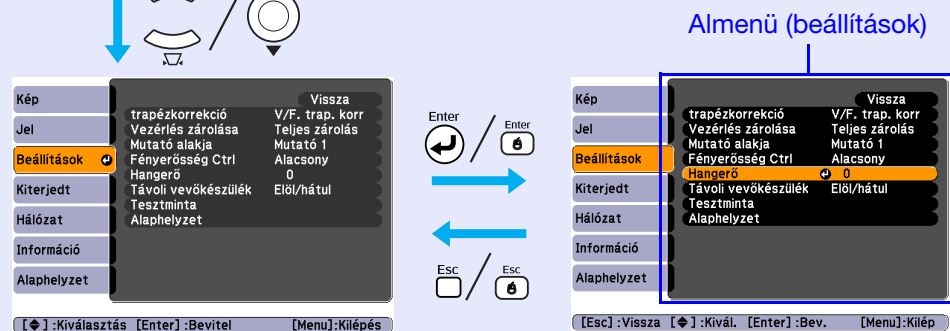 Almenü (beállítások)
Kép
Jel
Beállítások
Kiterjedt
Hálózat
Információ
Alaphelyzet
Vissza
trapézkorrekció V/F. trap. korr
Vezérlés zárolása Teljes zárolás
Mutató alakja Mutató 1
Fényerősség Ctrl Alacsony
Hangerő 0
Távoli vevőkészülék Elöl/hátul
Tesztminta
Alaphelyzet
[ ] :Kiválasztás [Enter] :Bevitel [Menu]:Kilépés
Enter
Enter
Esc
Esc
Kép
Jel
Beállítások
Kiterjedt
Hálózat
Információ
Alaphelyzet
Vissza
trapézkorrekció V/F. trap. korr
Vezérlés zárolása Teljes zárolás
Mutató alakja Mutató 1
Fényerősség Ctrl Alacsony
Hangerő 0
Távoli vevőkészülék Elöl/hátul
Tesztminta
Alaphelyzet
[Esc] :Vissza [ ] :Kivál. [Enter] :Bev. [Menu]:Kilép